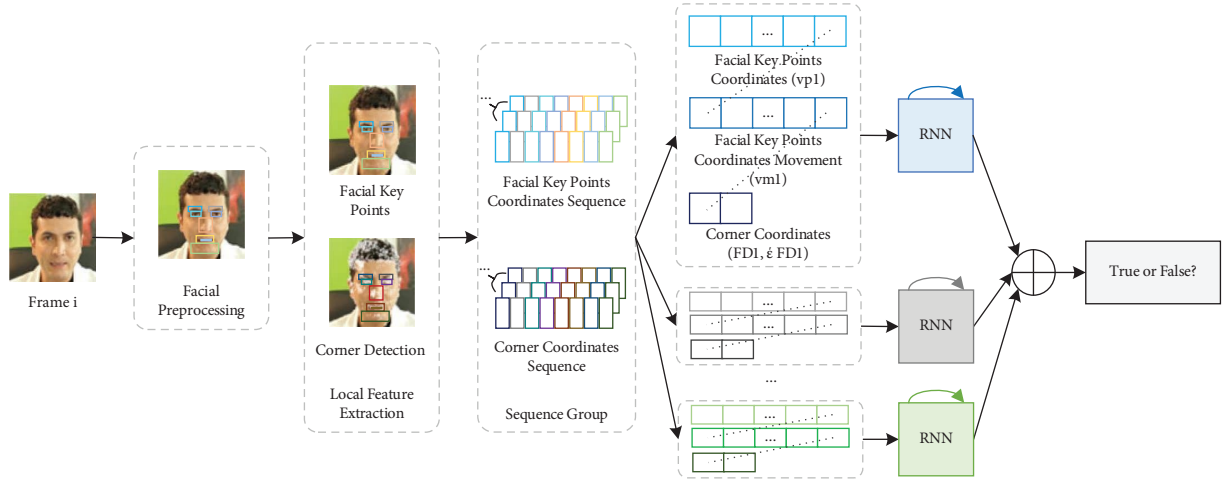 Frame i
Facial
Preprocessing
Facial Key
Points
Corner Detection
Local Feature
Extraction
...
Facial Key Points
Coordinates Sequence
...
Corner Coordinates
Sequence
Sequence Group
...
Facial Key Points
Coordinates (vp1)
...
Facial Key Points
Coordinates Movement
(vm1)
Corner Coordinates
(FD1, έ FD1)
...
...
...
...
RNN
RNN
RNN
True or False?